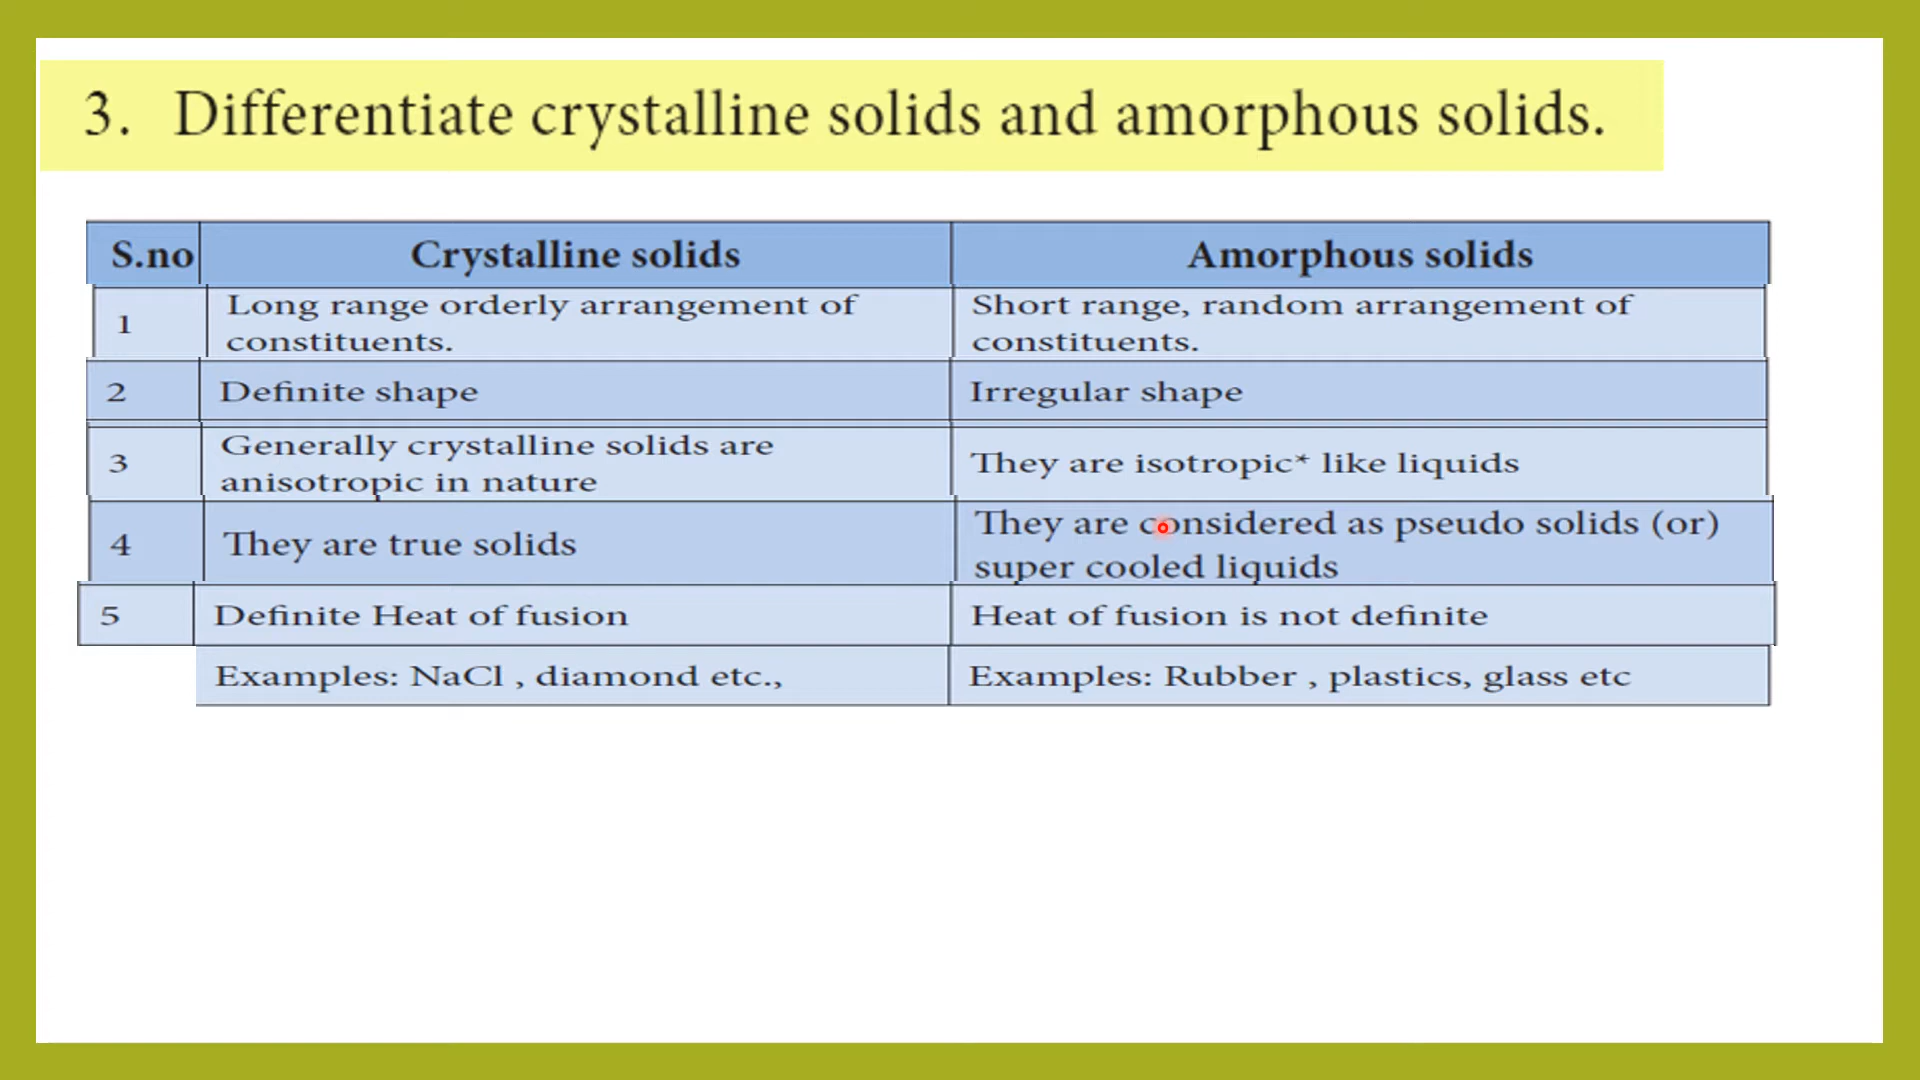 3. Differentiate crystalline solids and amorphous solids.
S.no Crystalline solids Amorphous solids
1 Long range orderly arrangement of constituents. Short range, random arrangement of constituents.
2 Definite shape Irregular shape
3 Generally crystalline solids are anisotropic in nature They are isotropic* like liquids
4 They are true solids They are considered as pseudo solids (or) super cooled liquids
5 Definite Heat of fusion Heat of fusion is not definite
Examples: NaCl , diamond etc., Examples: Rubber , plastics, glass etc